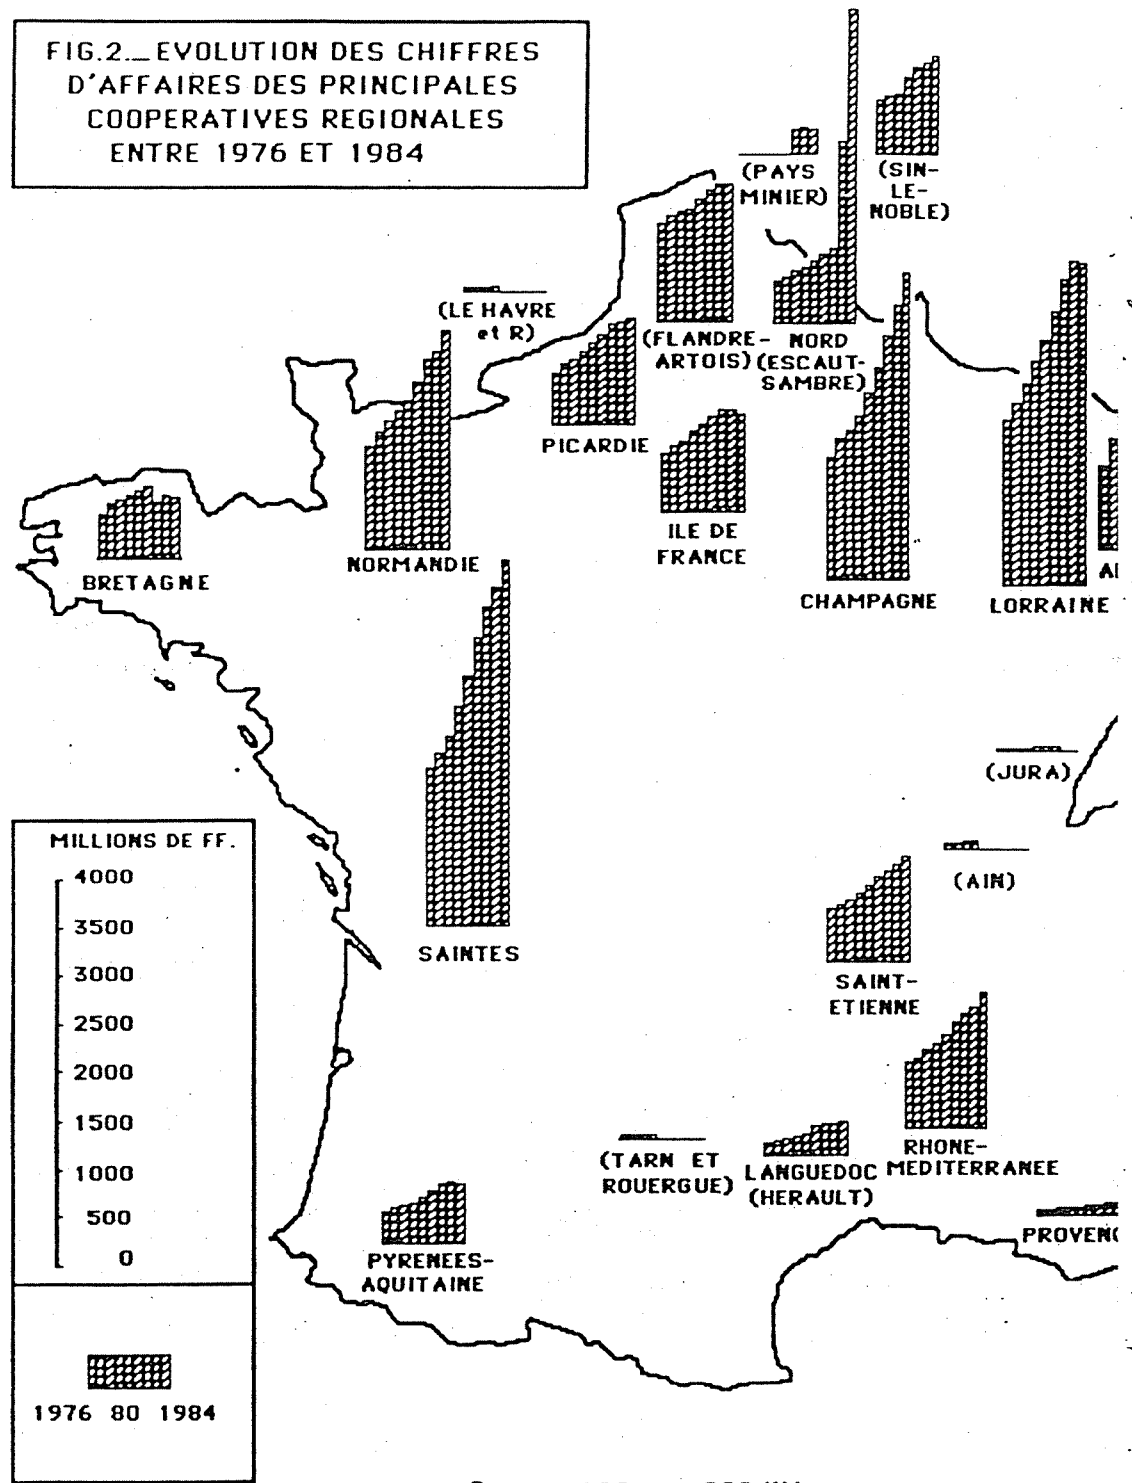 FIG.2._ EVOLUTION DES CHIFFRES
D'AFFAIRES DES PRINCIPALES
COOPERATIVES REGIONALES
ENTRE 1976 ET 1984
(PAYS
MINIER)
(SIN-
LE-
NOBLE)
(LE HAVRE
et R)
(FLANDRE-
ARTOIS)
NORD
(ESCAUT-
SAMBRE)
PICARDIE
ILE DE
FRANCE
BRETAGNE
NORMANDIE
CHAMPAGNE
LORRAINE
SAINTES
(JURA)
(AIN)
SAINT-
ETIENNE
RHONE-
MEDITERRANEE
(TARN ET
ROUERGUE)
LANGUEDOC
(HERAULT)
PROVENC
PYRENEES-
AQUITAINE
MILLIONS DE FF.
4000
3500
3000
2500
2000
1500
1000
500
0
1976 80 1984